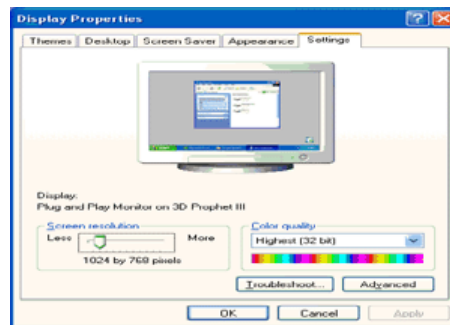 Display Properties
Themes Desktop Screen Saver Appearance Settings
Display:
Plug and Play Monitor on 3D Prophet III
Screen resolution
Less More
1024 by 768 pixels
Color quality
Highest (32 bit)
Troubleshoot... Advanced
OK Cancel Apply